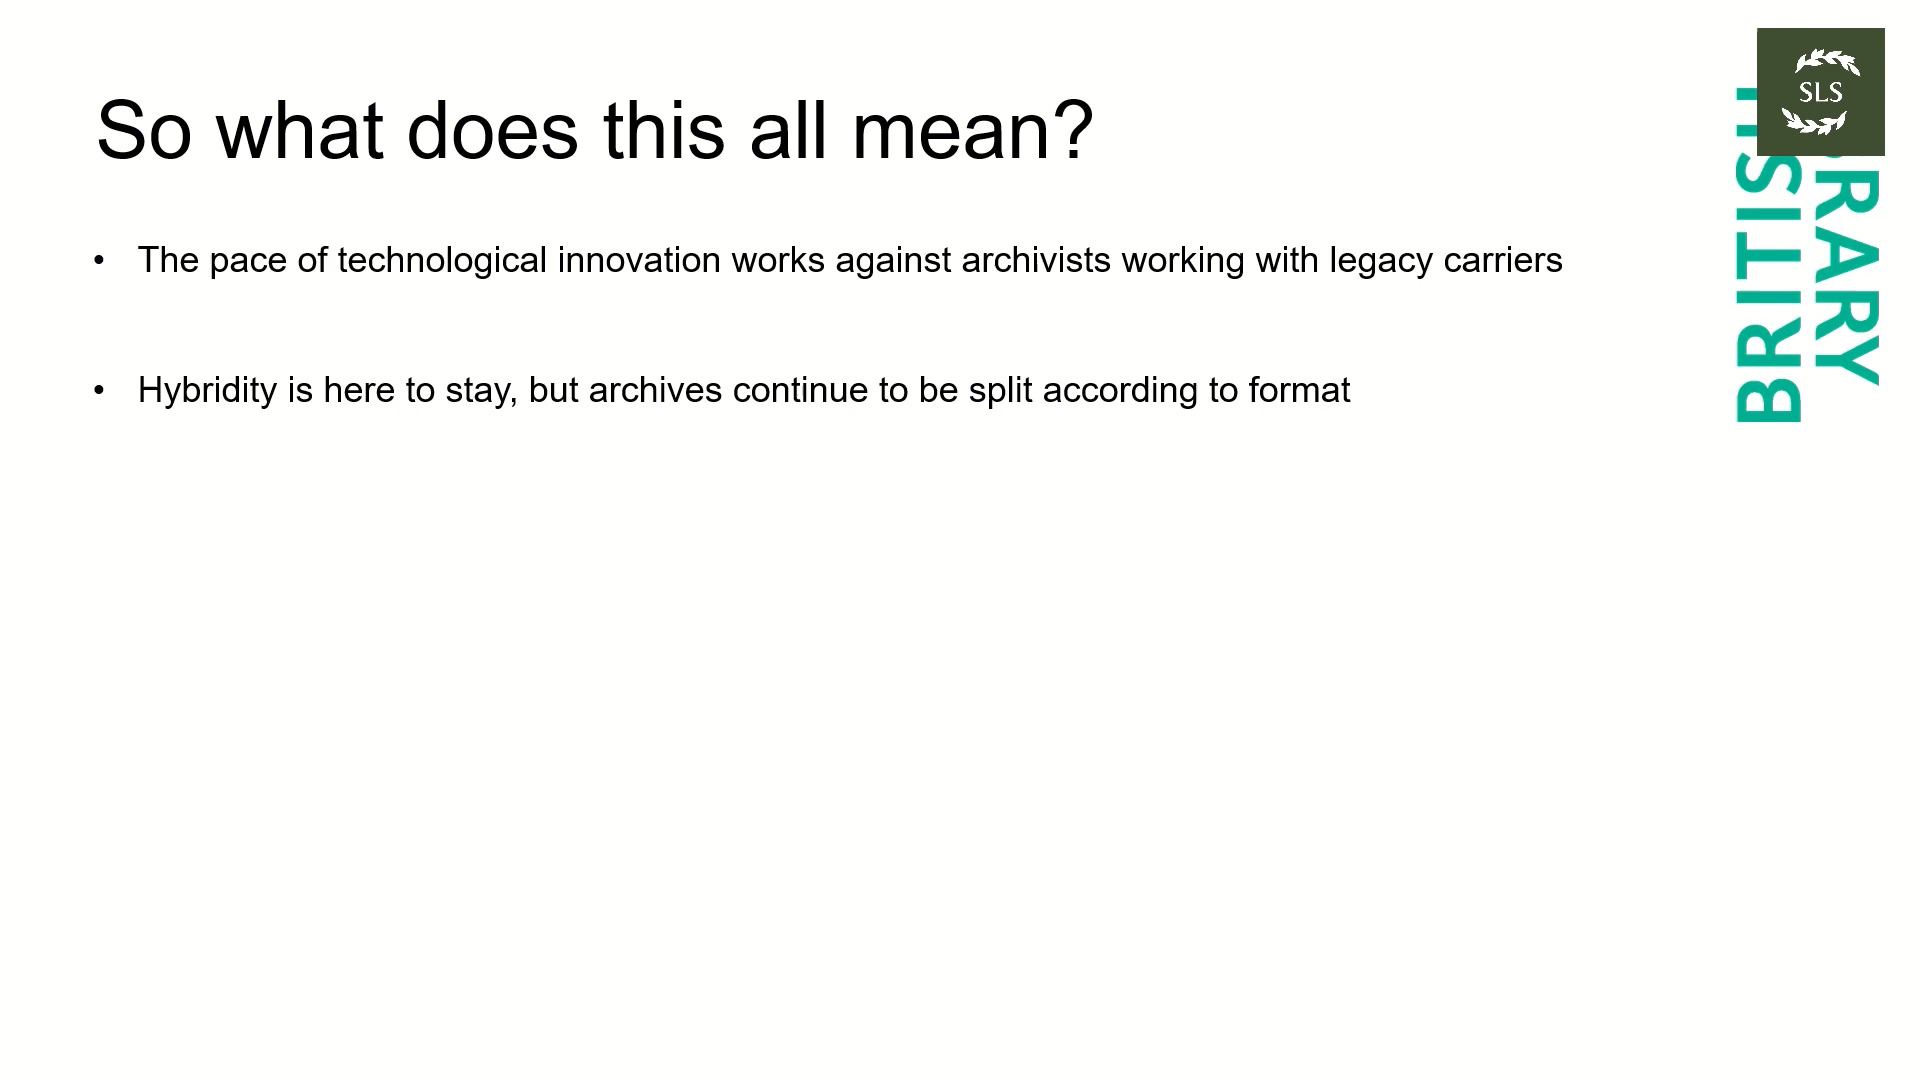 So what does this all mean?
• The pace of technological innovation works against archivists working with legacy carriers
• Hybridity is here to stay, but archives continue to be split according to format
SLS